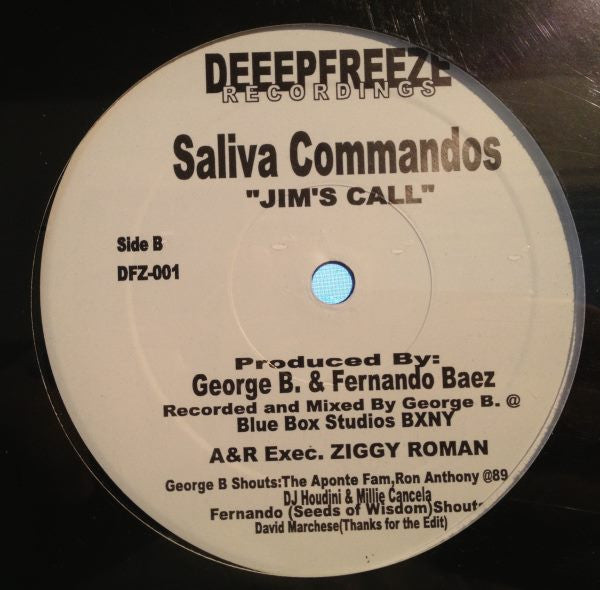 DEEEPFREEZE
RECORDINGS
Saliva Commandos
"JIM'S CALL"
Side B
DFZ-001
Produced By:
George B. & Fernando Baez
Recorded and Mixed By George B. @
Blue Box Studios BXNY
A&R Exec. ZIGGY ROMAN
George B Shouts:The Aponte Fam,Ron Anthony @89
DJ Houdini & Millie Cancela
Fernando (Seeds of Wisdom)Shouts
David Marchese(Thanks for the Edit)